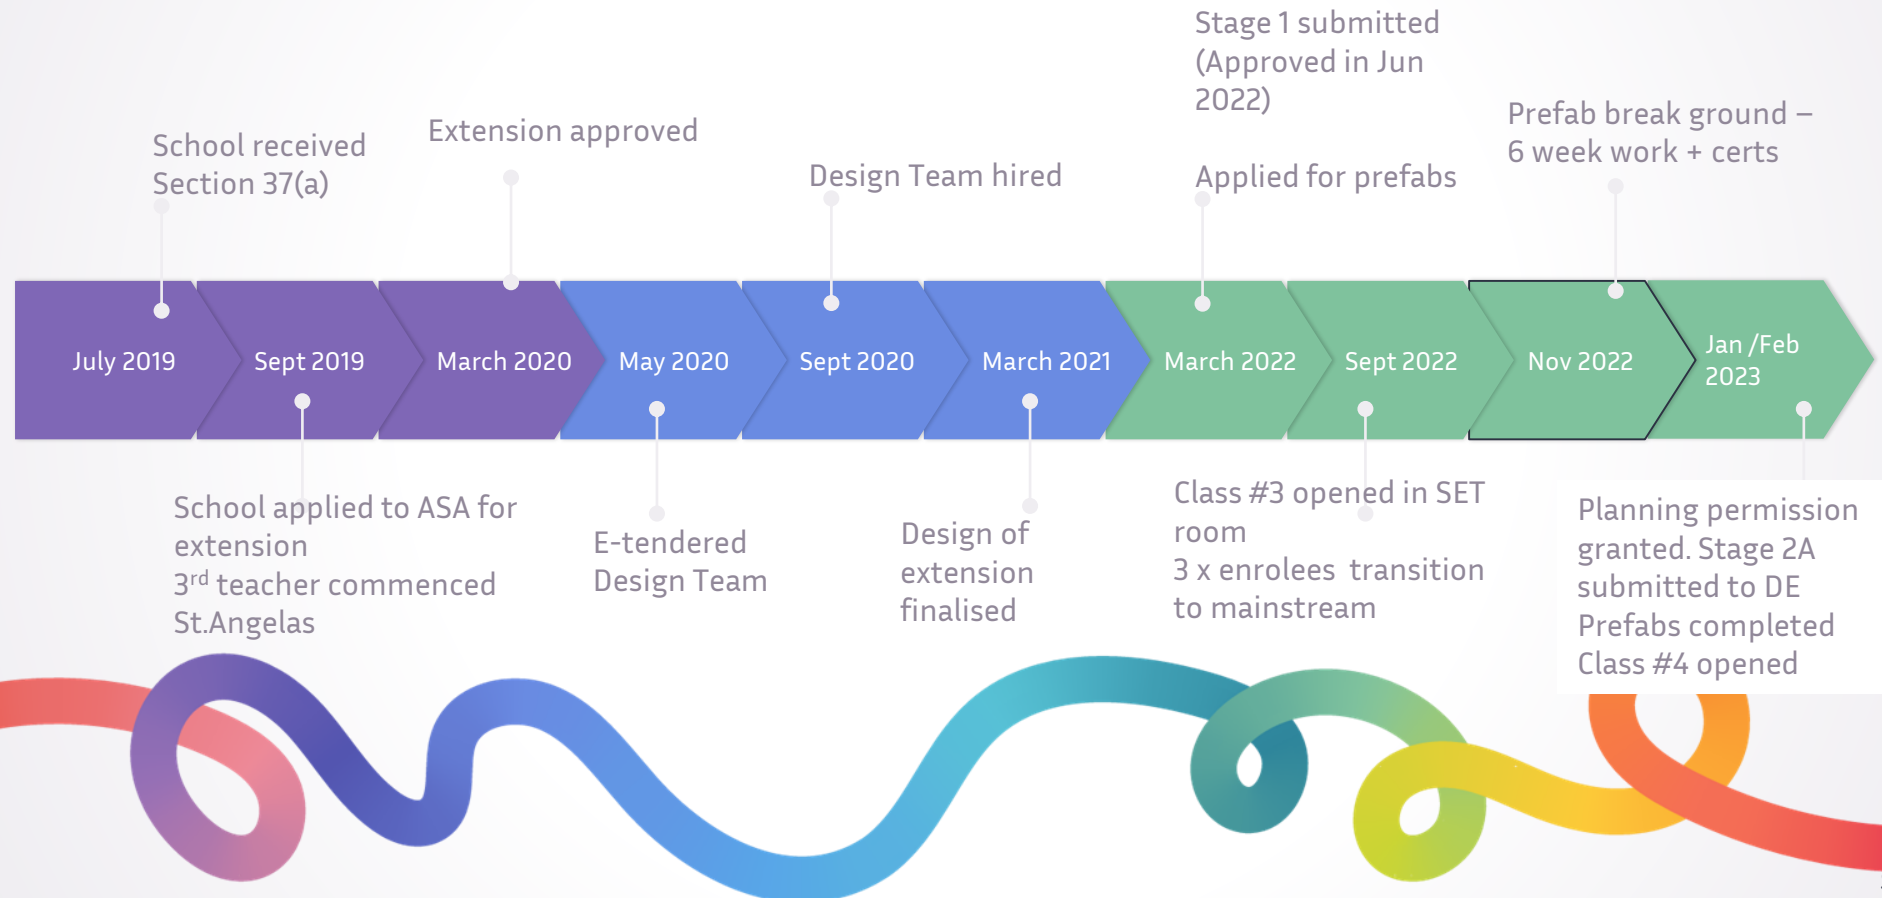 Stage 1 submitted
(Approved in Jun
2022)
Applied for prefabs
School received
Section 37(a)
Extension approved
Design Team hired
Prefab break ground –
6 week work + certs
July 2019
Sept 2019
March 2020
May 2020
Sept 2020
March 2021
March 2022
Sept 2022
Nov 2022
Jan /Feb
2023
School applied to ASA for
extension
3rd teacher commenced
St.Angelas
E-tendered
Design Team
Design of
extension
finalised
Class #3 opened in SET
room
3 x enrolees transition
to mainstream
Planning permission
granted. Stage 2A
submitted to DE
Prefabs completed
Class #4 opened